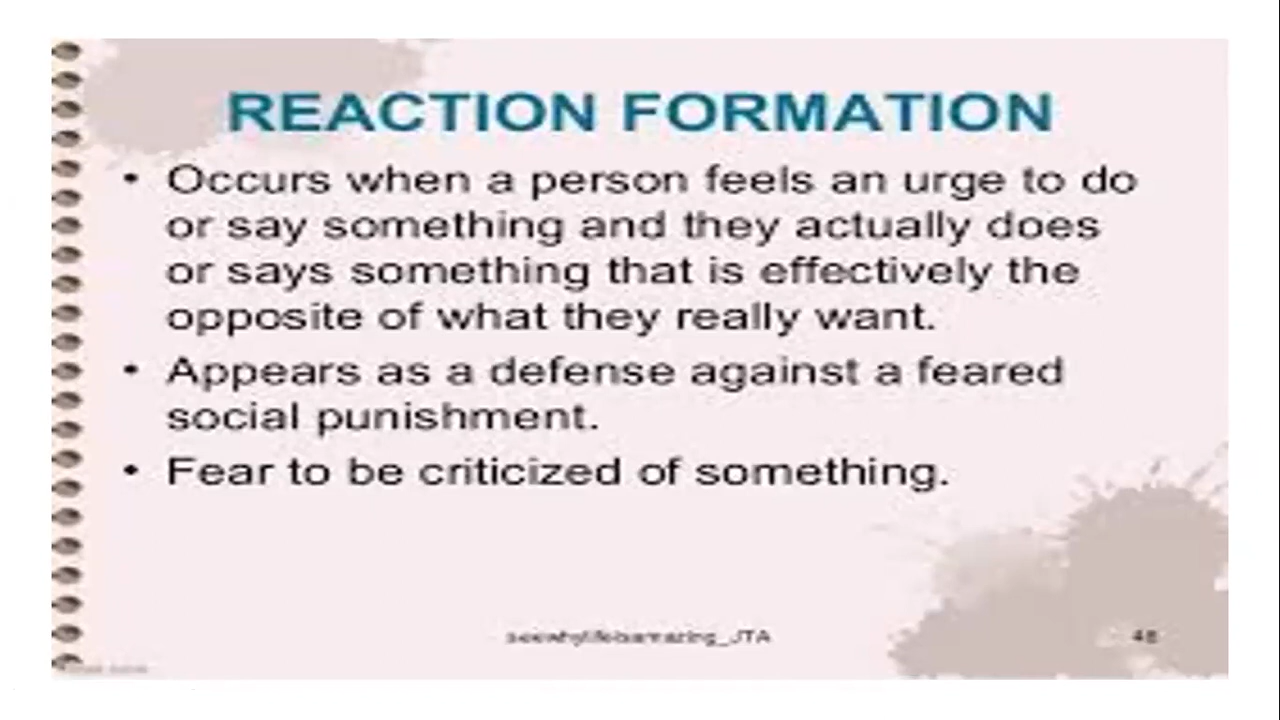 REACTION FORMATION
• Occurs when a person feels an urge to do
or say something and they actually does
or says something that is effectively the
opposite of what they really want.
• Appears as a defense against a feared
social punishment.
• Fear to be criticized of something.
seewhylifeisamazing_JTA